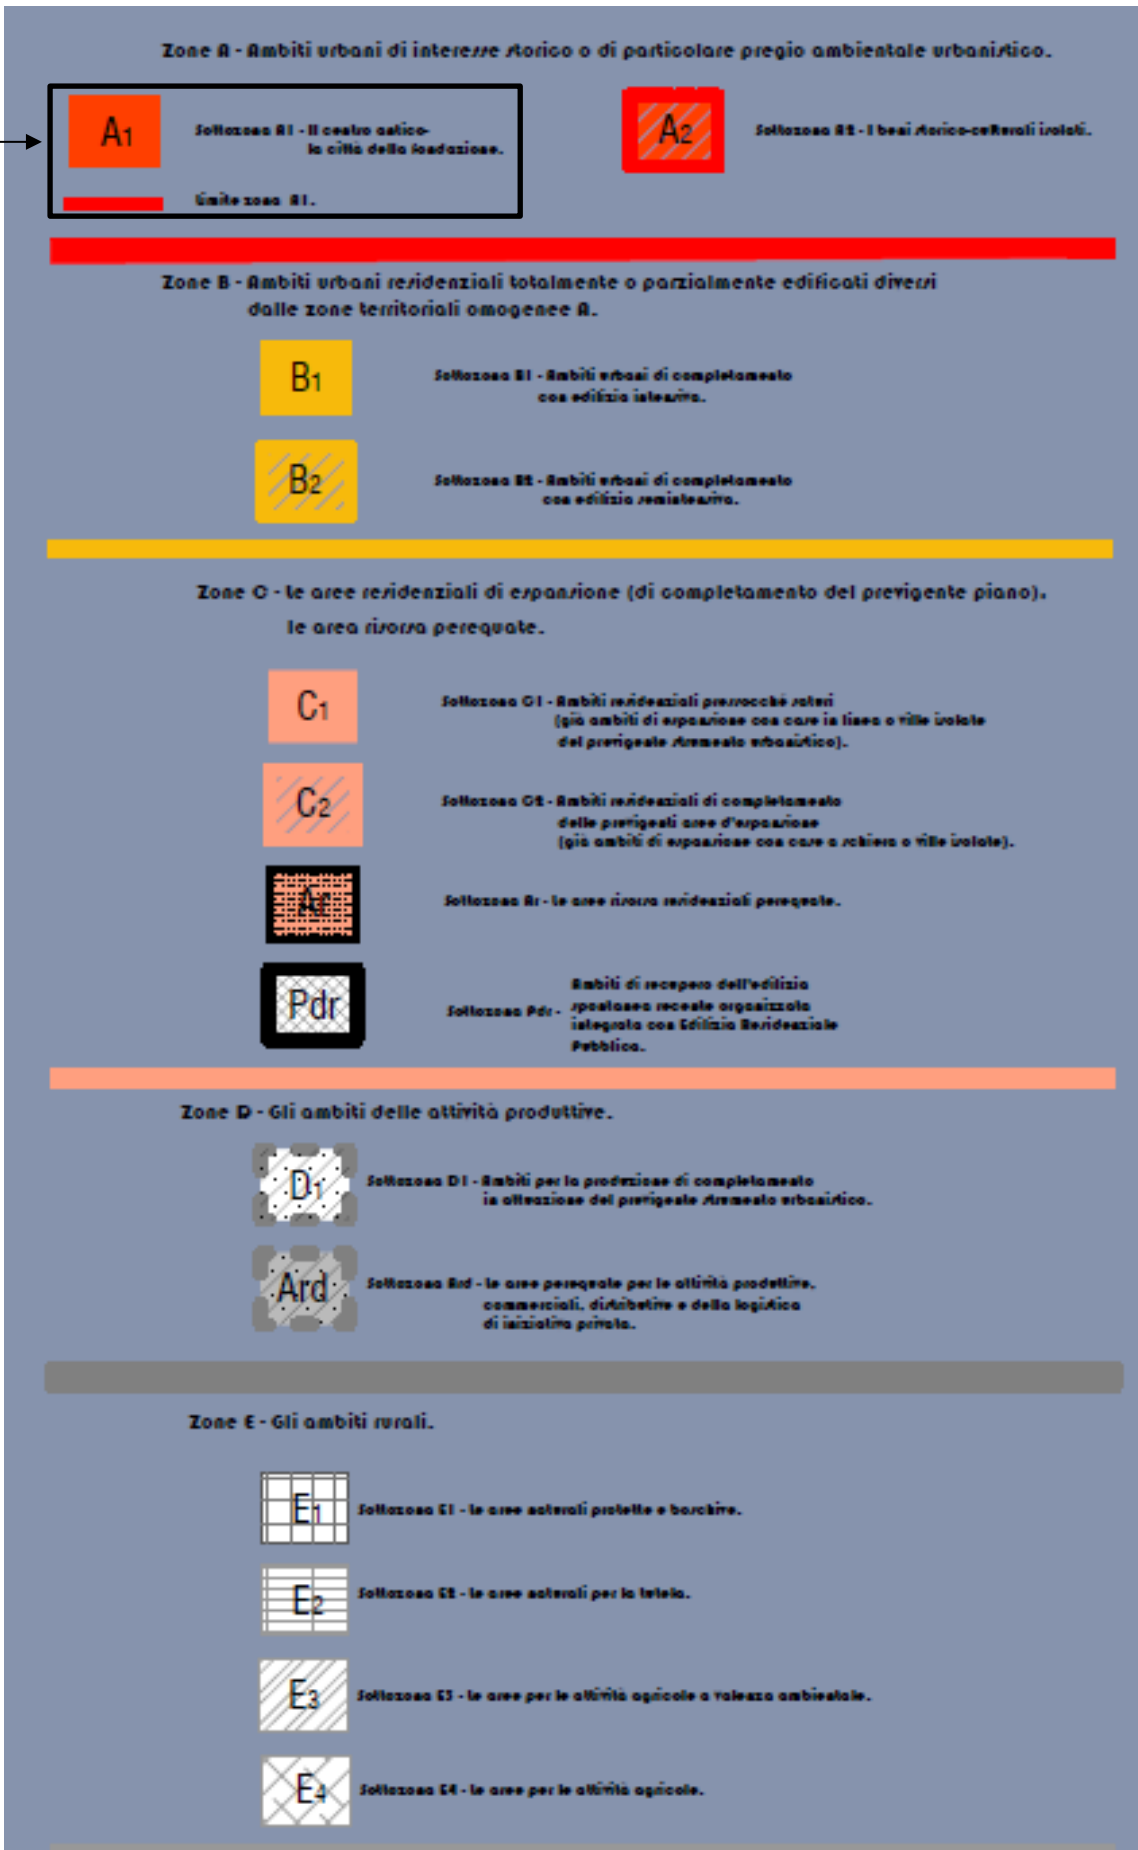 Zone A - Ambiti urbani di interesse storico o di particolare pregio ambientale urbanistico.
A1
Sottozona A1 - Il centro antico-
la città della fondazione.
Limite zona A1.
A2
Sottozona A2 - I beni storico-culturali isolati.
Zone B - Ambiti urbani residenziali totalmente o parzialmente edificati diversi
dalle zone territoriali omogenee A.
B1
Sottozona B1 - Ambiti urbani di completamento
con edilizia intensiva.
B2
Sottozona B2 - Ambiti urbani di completamento
con edilizia semintensiva.
Zone C - Le aree residenziali di espansione (di completamento del previgente piano).
le area risorsa perequate.
C1
Sottozona C1 - Ambiti residenziali pressocché saturi
(già ambiti di espansione con case in linea o ville isolate
del previgente strumento urbanistico).
C2
Sottozona C2 - Ambiti residenziali di completamento
delle previgenti aree d'espansione
(già ambiti di espansione con case a schiera o ville isolate).
Ar
Sottozona Ar - Le aree risorsa residenziali perequate.
Pdr
Sottozona Pdr - Ambiti di recupero dell'edilizia
spontanea recente organizzata
integrata con Edilizia Residenziale
Pubblica.
Zone D - Gli ambiti delle attività produttive.
D1
Sottozona D1 - Ambiti per la produzione di completamento
in attuazione del previgente strumento urbanistico.
Ard
Sottozona Ard - Le aree perequate per le attività produttive,
commerciali, distributive e della logistica
di iniziativa privata.
Zone E - Gli ambiti rurali.
E1
Sottozona E1 - Le aree naturali protette e boschive.
E2
Sottozona E2 - Le aree naturali per la tutela.
E3
Sottozona E3 - Le aree per le attività agricole a valenza ambientale.
E4
Sottozona E4 - Le aree per le attività agricole.